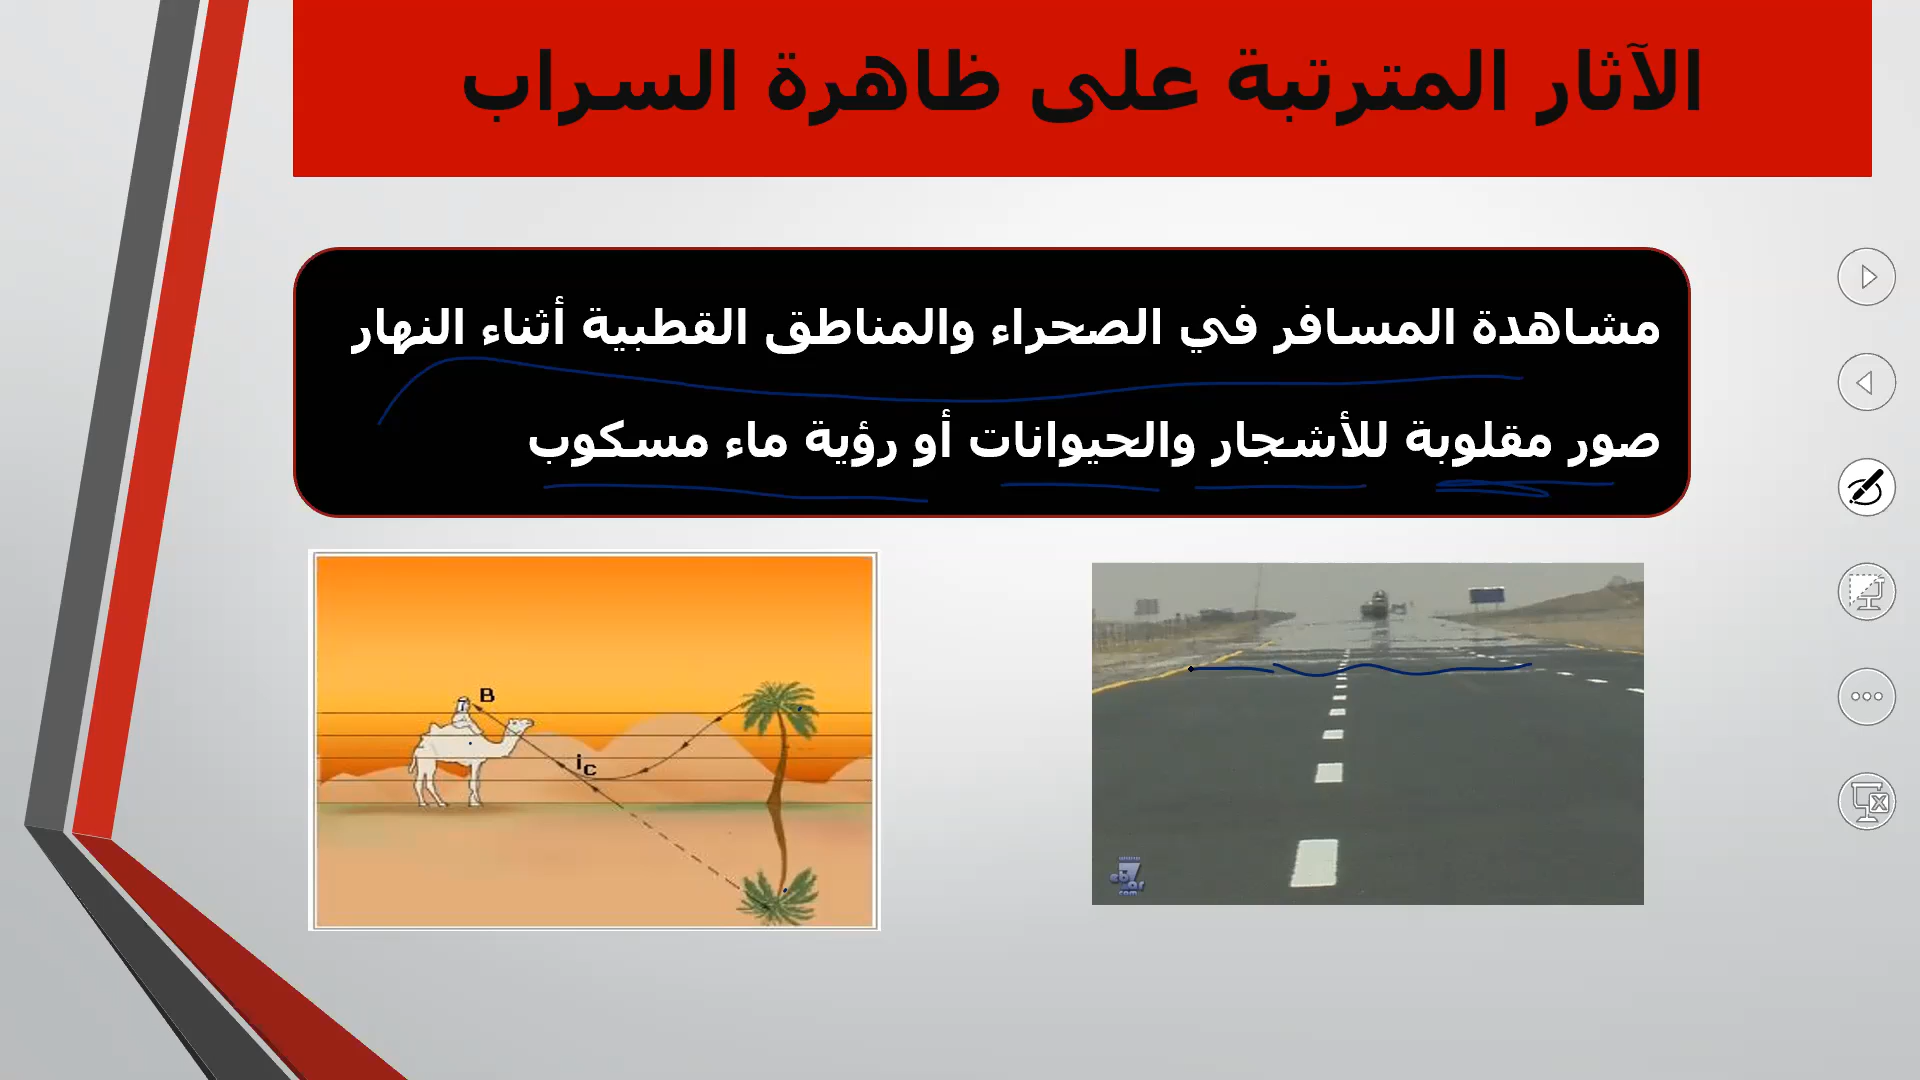 الآثار المترتبة على ظاهرة السراب
مشاهدة المسافر في الصحراء والمناطق القطبية أثناء النهار
صور مقلوبة للأشجار والحيوانات أو رؤية ماء مسكوب
B
i
C